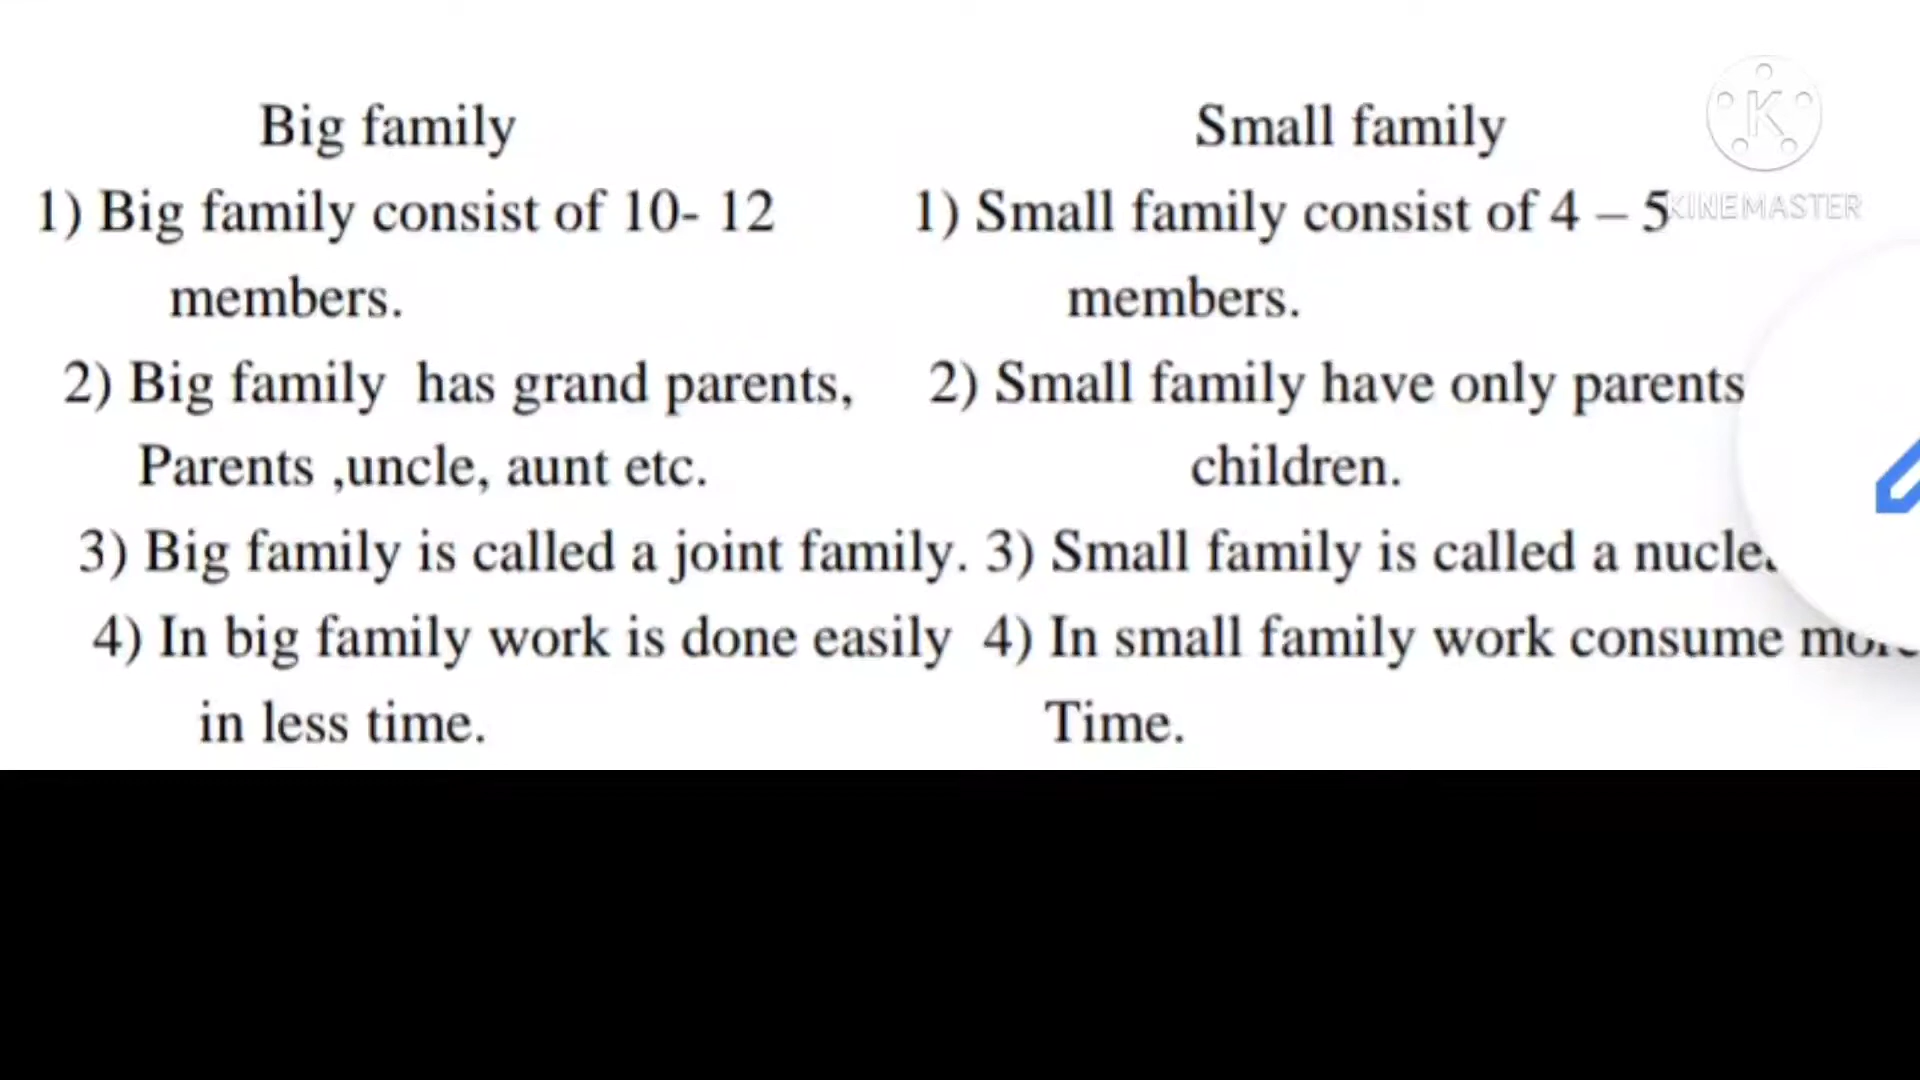 Big family Small family
KINEMASTER
1) Big family consist of 10- 12 1) Small family consist of 4 – 5
members. members.
2) Big family has grand parents, 2) Small family have only parents
Parents ,uncle, aunt etc. children.
3) Big family is called a joint family. 3) Small family is called a
4) In big family work is done easily 4) In small family work consume
in less time. Time.